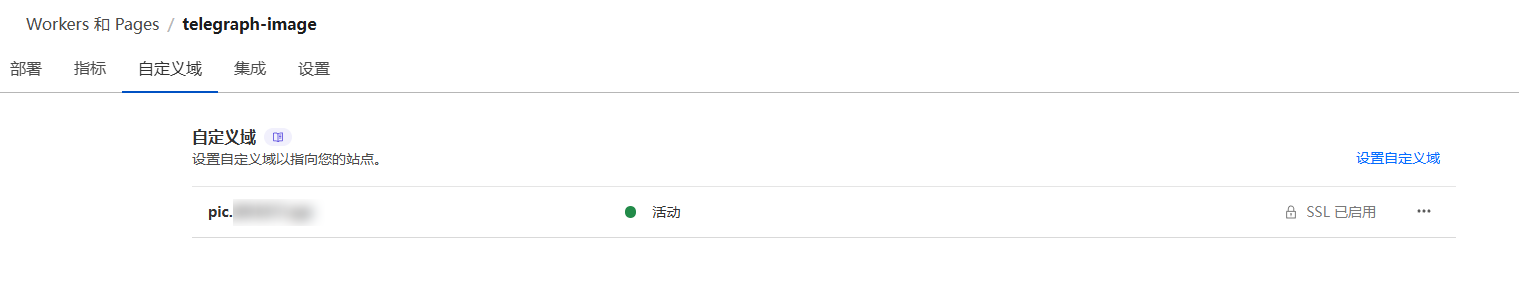 Workers 和 Pages / telegraph-image
部署 指标 自定义域 集成 设置
自定义域
设置自定义域以指向您的站点。
设置自定义域
pic. 活动 SSL 已启用